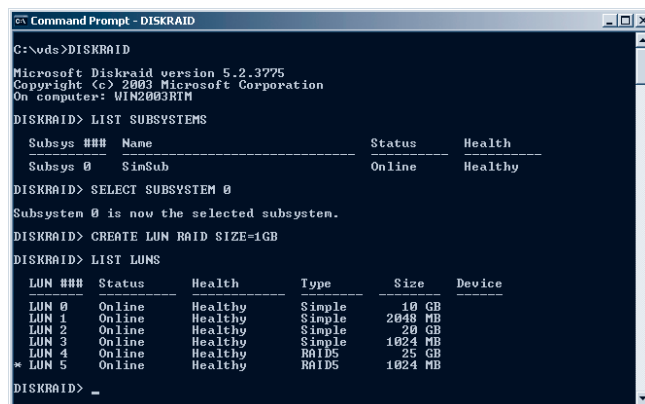 Command Prompt - DISKRAID
C:\vds>DISKRAID
Microsoft Diskraid version 5.2.3775
Copyright (c) 2003 Microsoft Corporation
On computer: WIN2003RTM
DISKRAID> LIST SUBSYSTEMS
Subsys ### Name Status Health
Subsys 0 SimSub Online Healthy
DISKRAID> SELECT SUBSYSTEM 0
Subsystem 0 is now the selected subsystem.
DISKRAID> CREATE LUN RAID SIZE=1GB
DISKRAID> LIST LUNS
LUN ### Status Health Type Size Device
LUN 0 Online Healthy Simple 10 GB
LUN 1 Online Healthy Simple 2048 MB
LUN 2 Online Healthy Simple 20 GB
LUN 3 Online Healthy Simple 1024 MB
LUN 4 Online Healthy RAID5 25 GB
* LUN 5 Online Healthy RAID5 1024 MB
DISKRAID> _